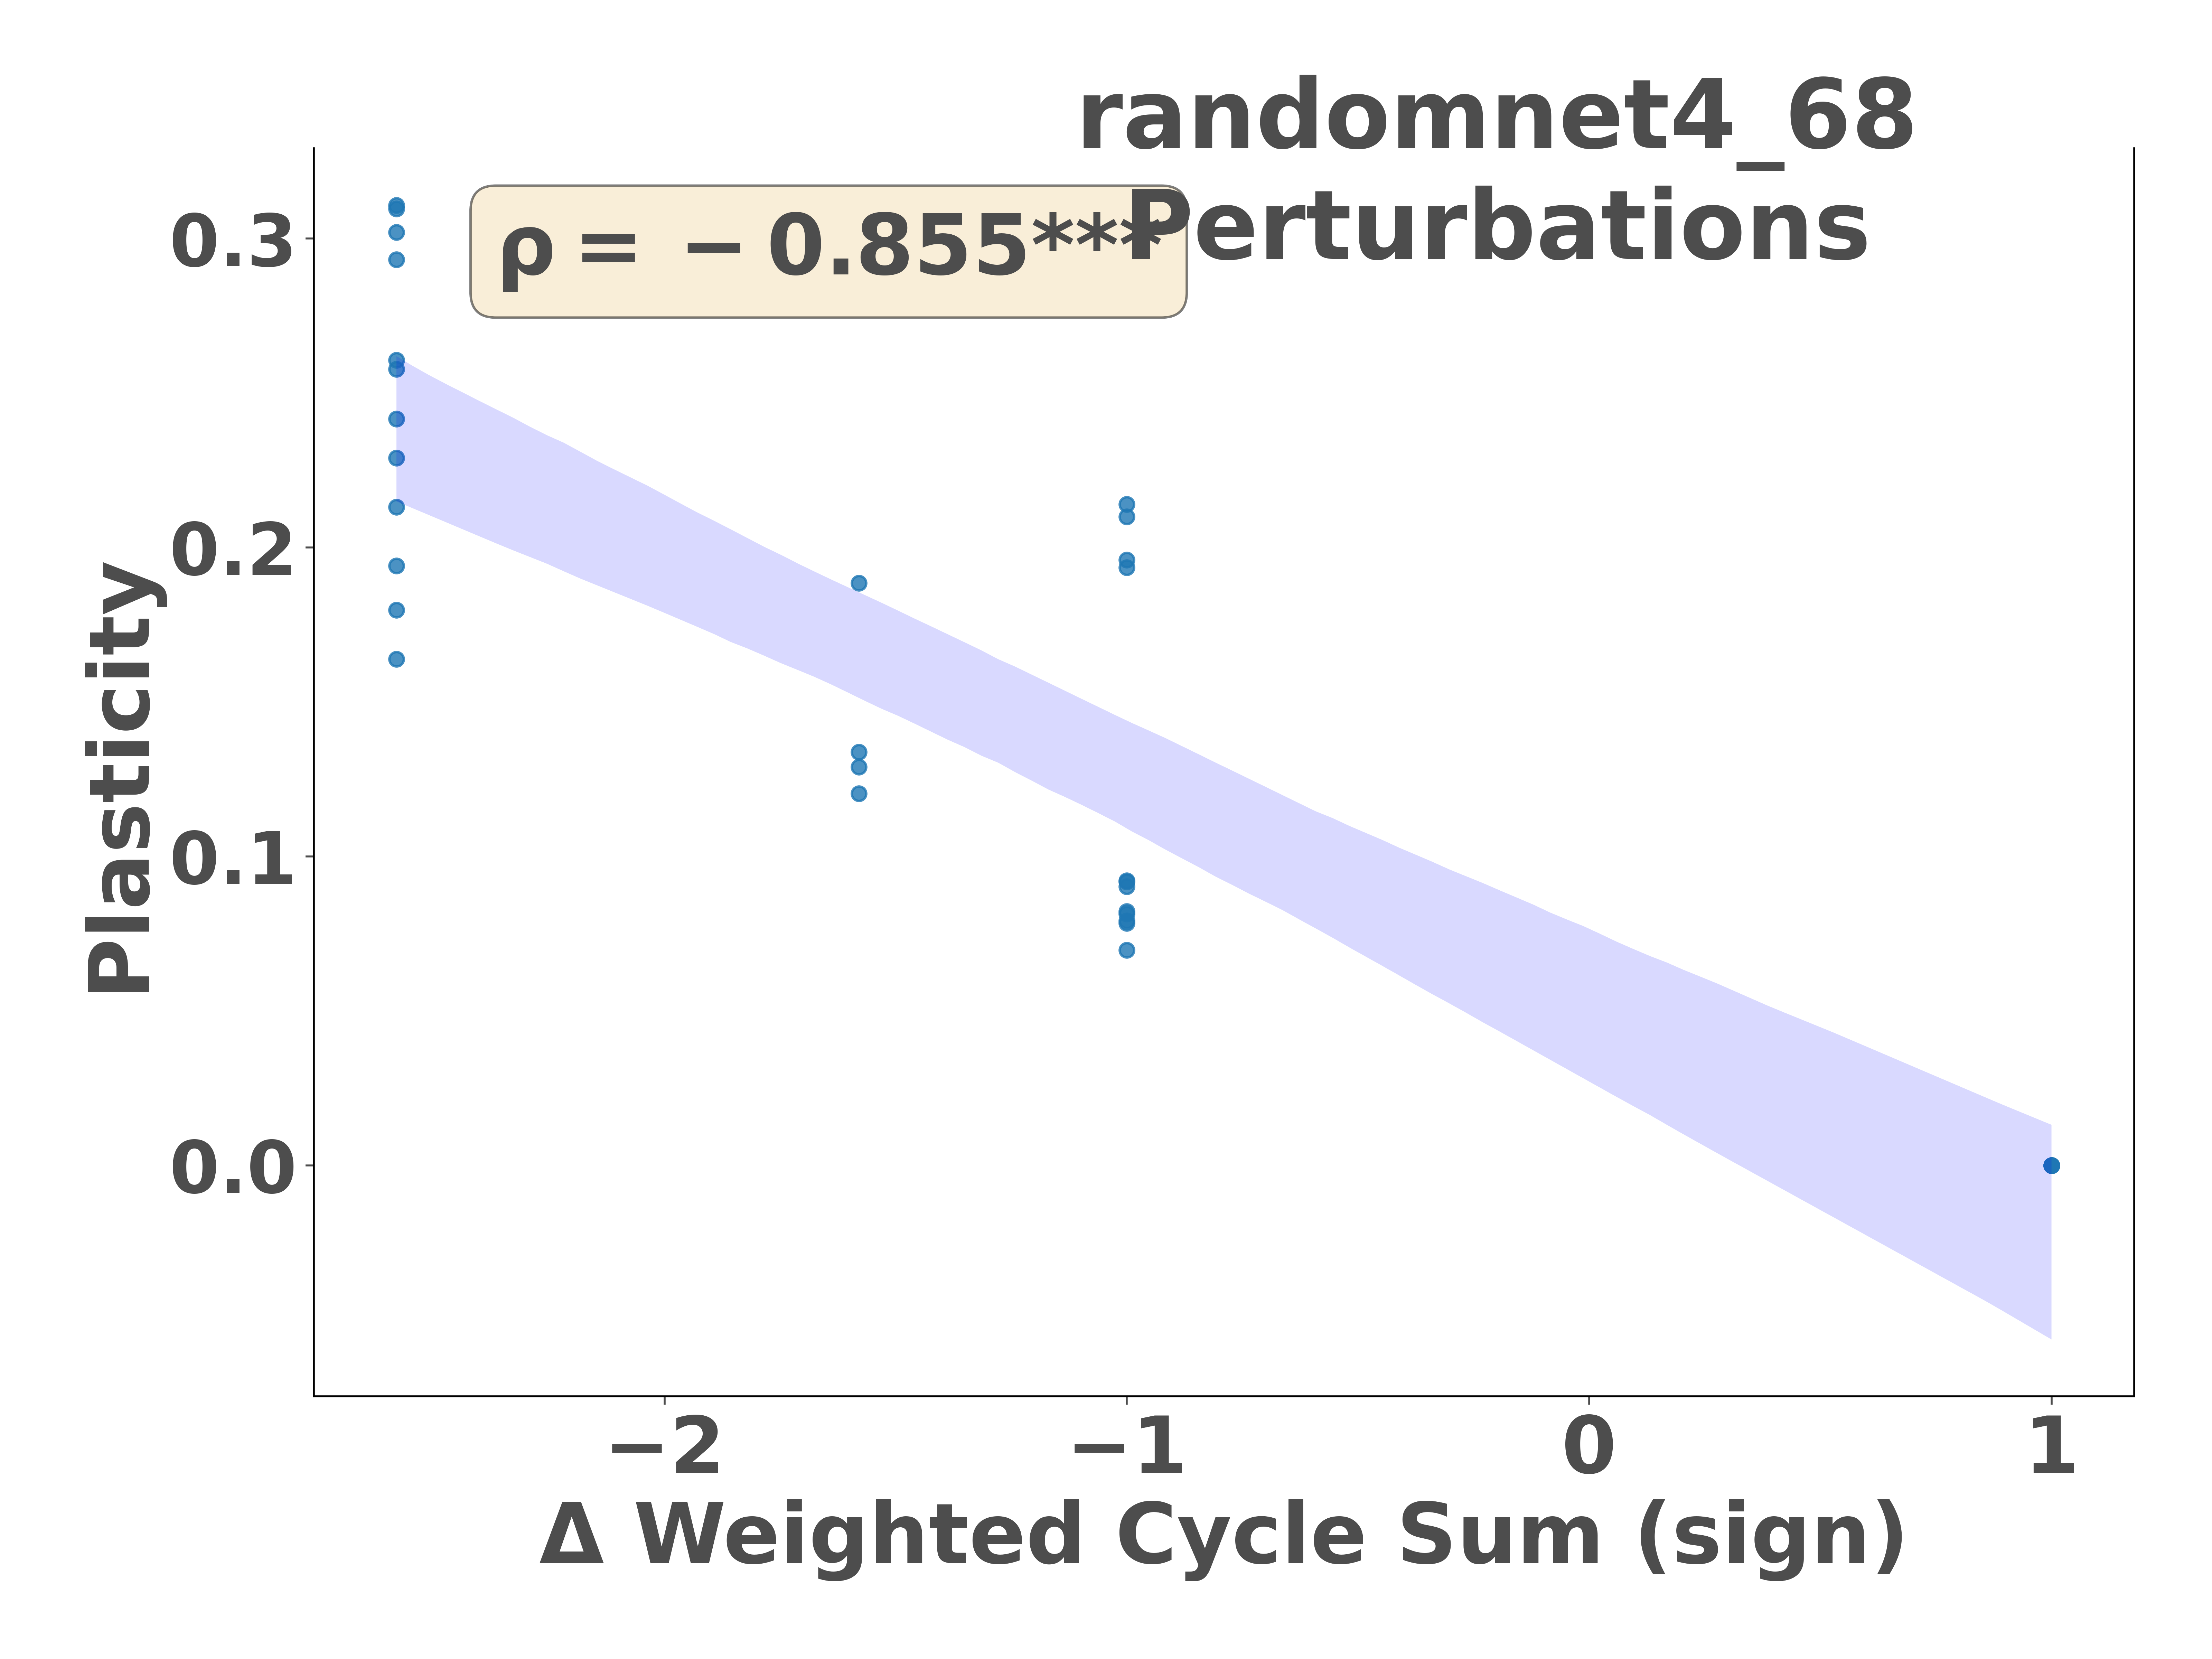 randomnet4_68
Perturbations
ρ = − 0.855***
0.3
0.2
0.1
0.0
Plasticity
−2
−1
0
1
Δ Weighted Cycle Sum (sign)